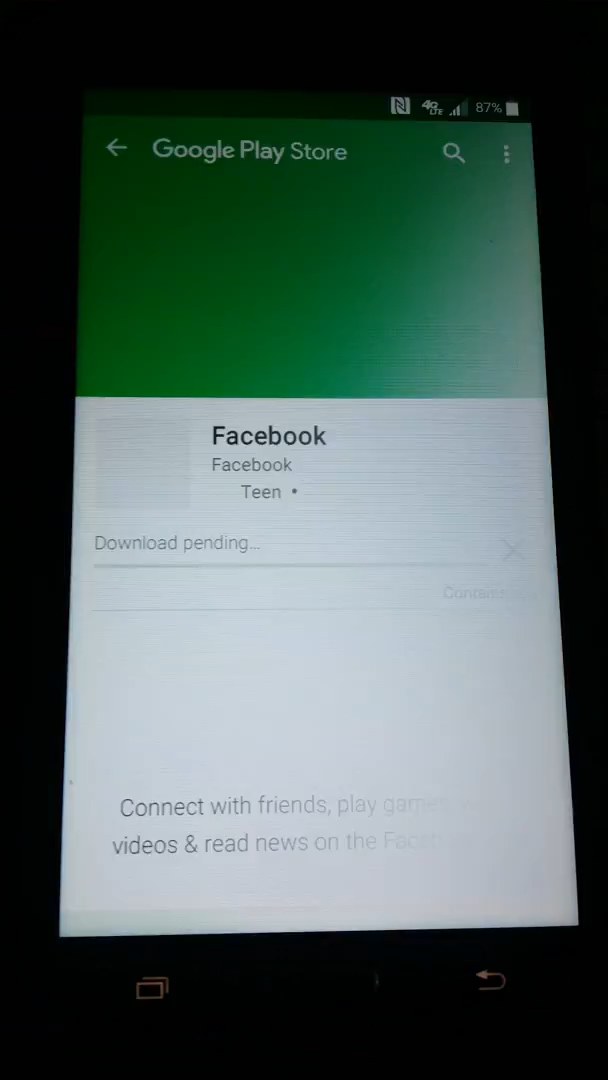 4G LTE 87%
Google Play Store
Facebook
Facebook
Teen •
Download pending...
Connect with friends, play games,
videos & read news on the